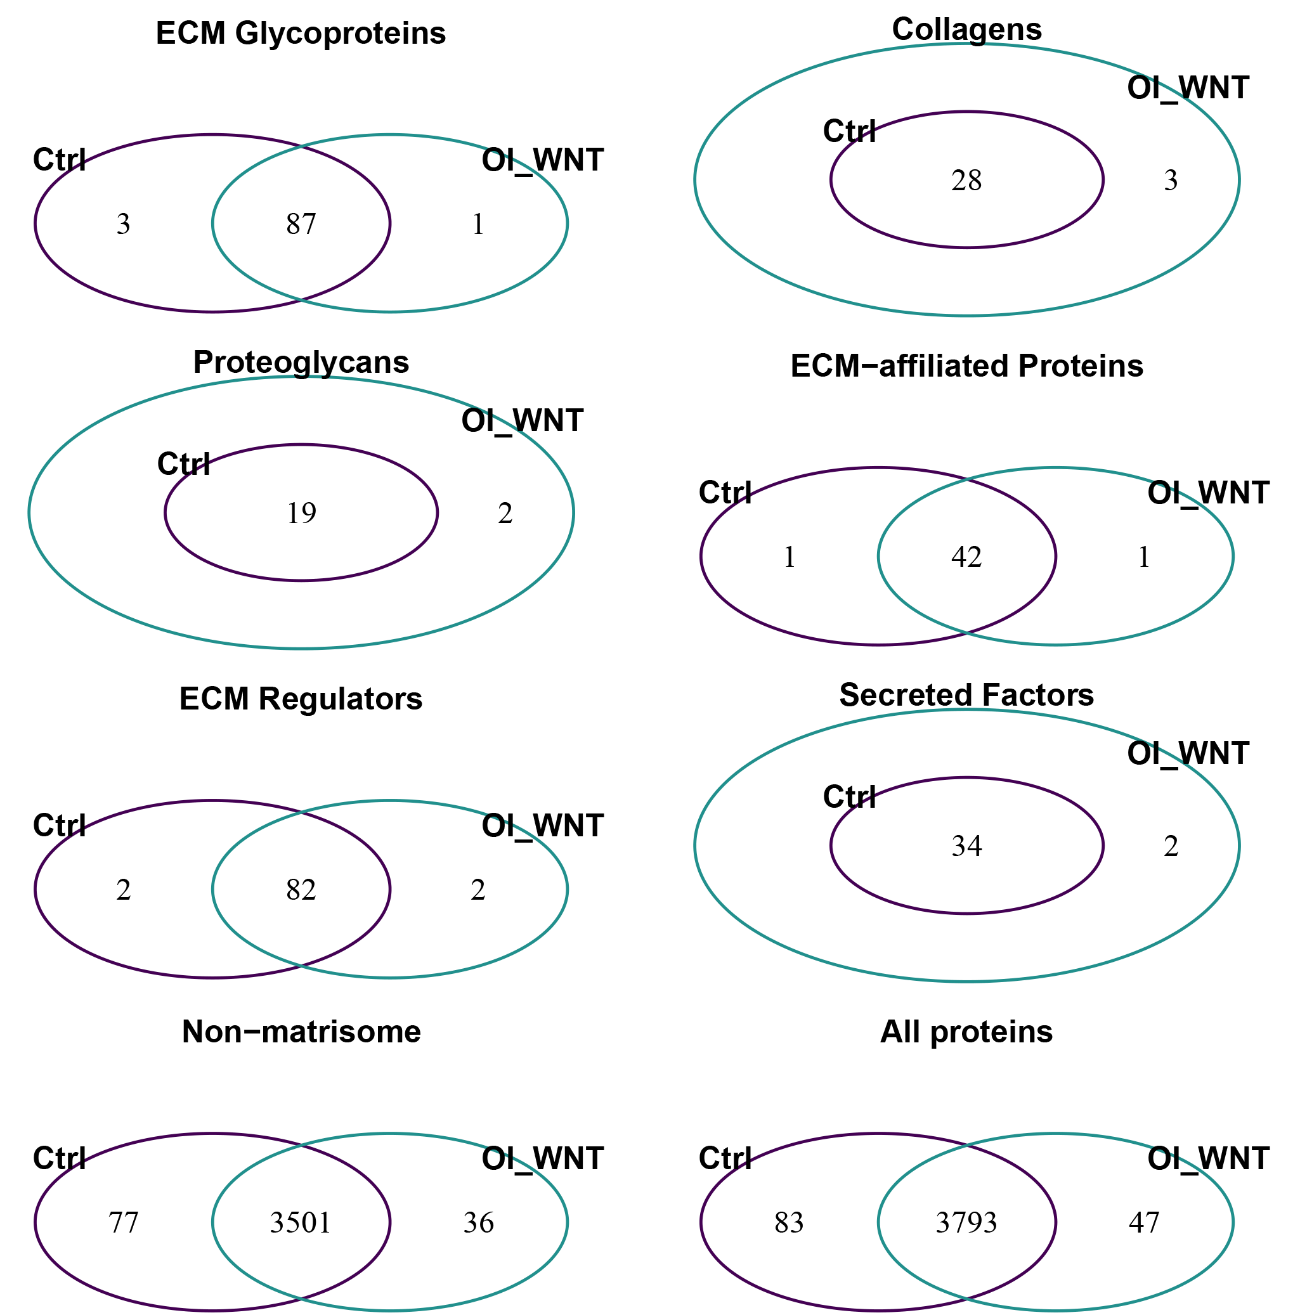 ECM Glycoproteins
Ctrl
OI_WNT
3
87
1
Collagens
OI_WNT
Ctrl
28
3
Proteoglycans
OI_WNT
Ctrl
19
2
ECM−affiliated Proteins
Ctrl
OI_WNT
1
42
1
ECM Regulators
Ctrl
OI_WNT
2
82
2
Secreted Factors
OI_WNT
Ctrl
34
2
Non−matrisome
Ctrl
OI_WNT
77
3501
36
All proteins
Ctrl
OI_WNT
83
3793
47